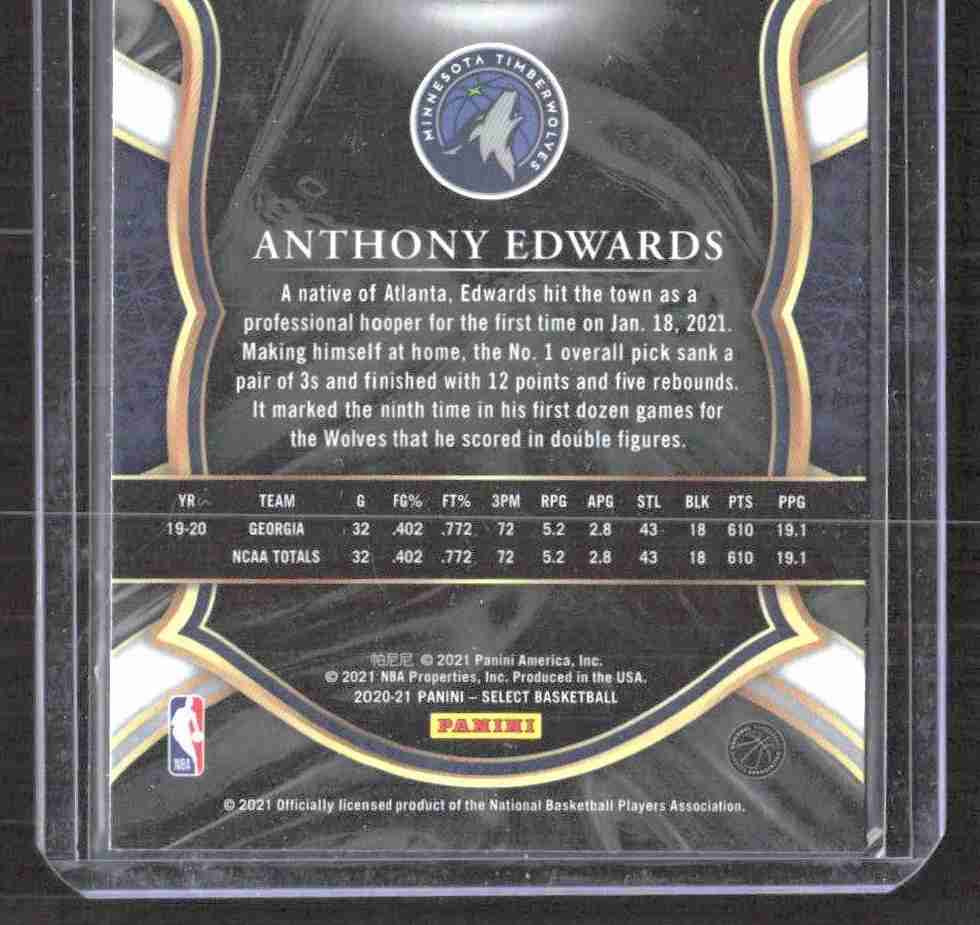 MINNESOTA TIMBERWOLVES
ANTHONY EDWARDS
A native of Atlanta, Edwards hit the town as a
professional hooper for the first time on Jan. 18, 2021.
Making himself at home, the No. 1 overall pick sank a
pair of 3s and finished with 12 points and five rebounds.
It marked the ninth time in his first dozen games for
the Wolves that he scored in double figures.
YR TEAM G FG% FT% 3PM RPG APG STL BLK PTS PPG
19-20 GEORGIA 32 .402 .772 72 5.2 2.8 43 18 610 19.1
NCAA TOTALS 32 .402 .772 72 5.2 2.8 43 18 610 19.1
帕尼尼 © 2021 Panini America, Inc.
© 2021 NBA Properties, Inc. Produced in the USA.
2020-21 PANINI – SELECT BASKETBALL
PANINI
NBA
© 2021 Officially licensed product of the National Basketball Players Association.